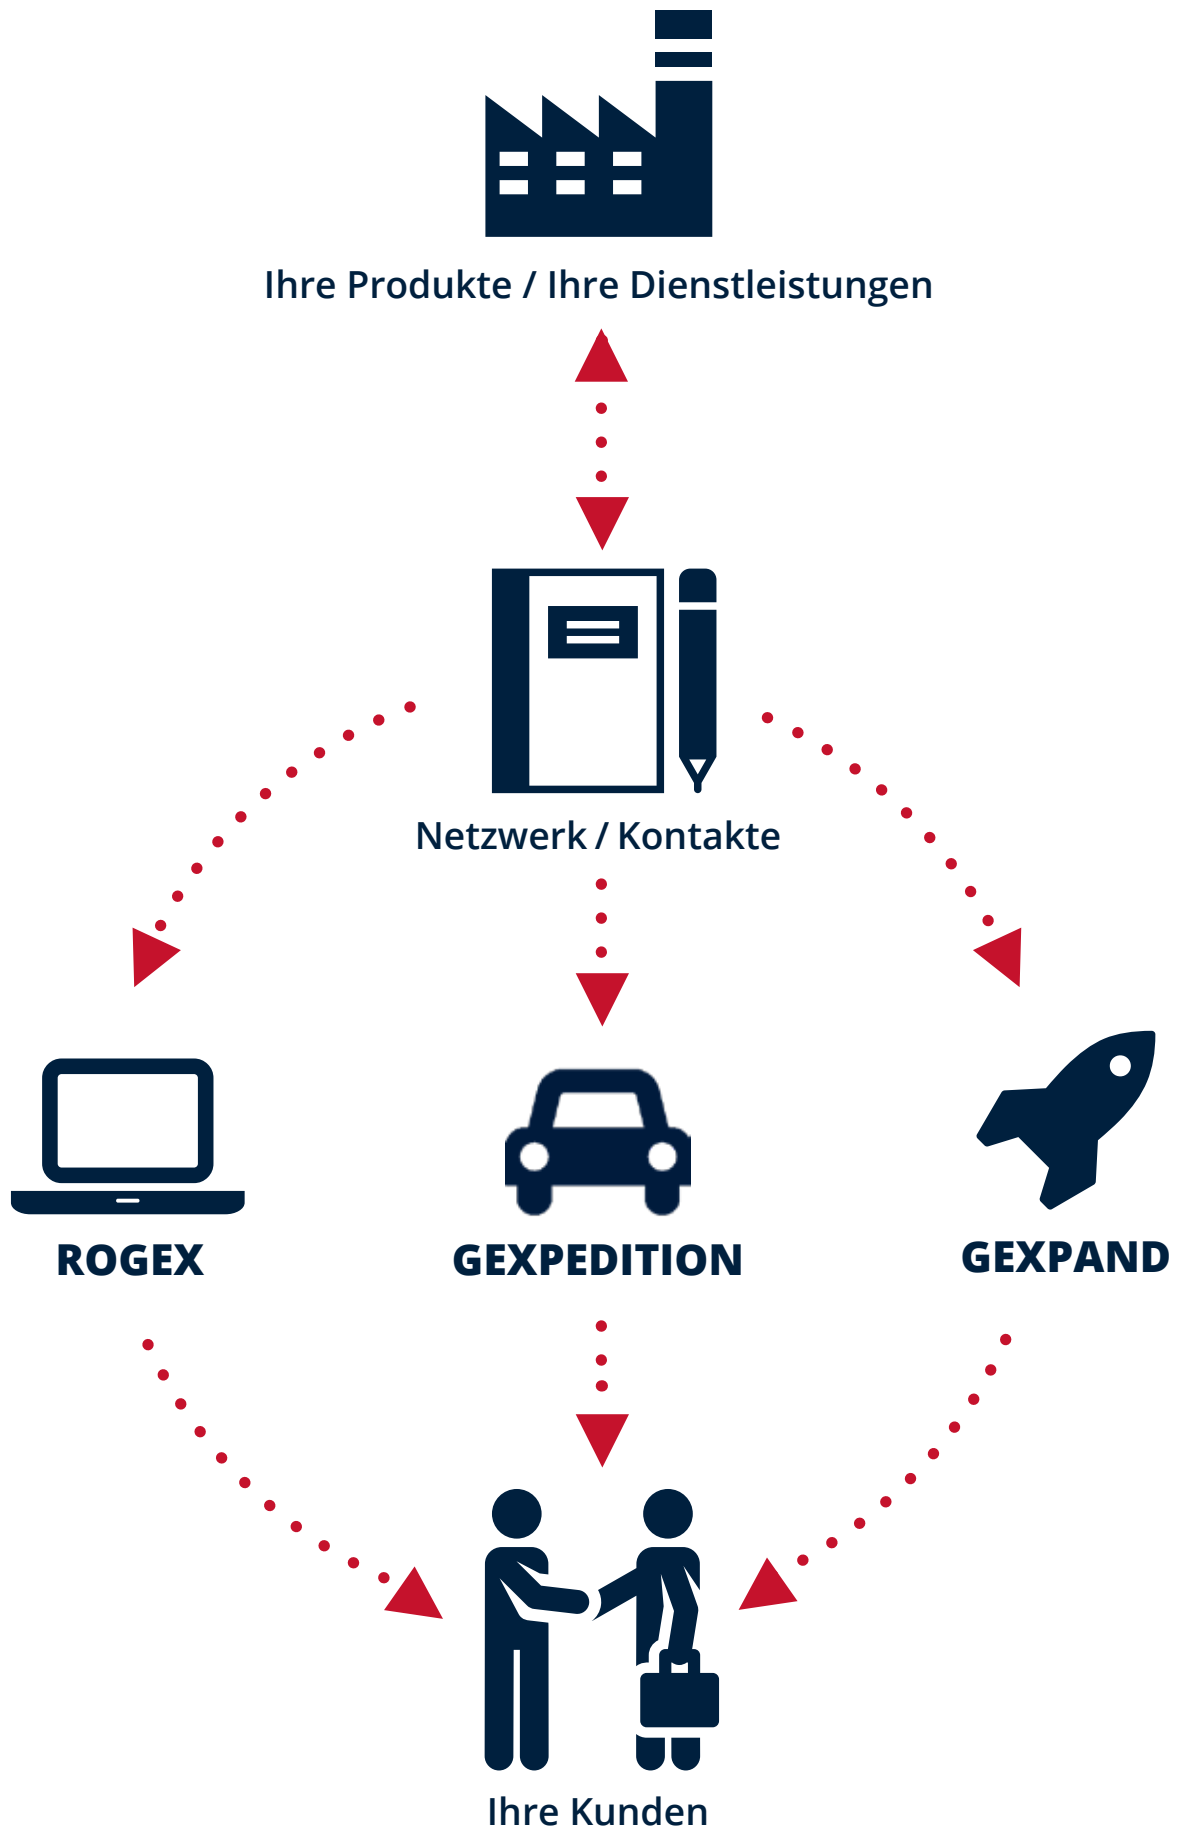 Ihre Produkte / Ihre Dienstleistungen
Netzwerk / Kontakte
ROGEX
GEXPEDITION
GEXPAND
Ihre Kunden